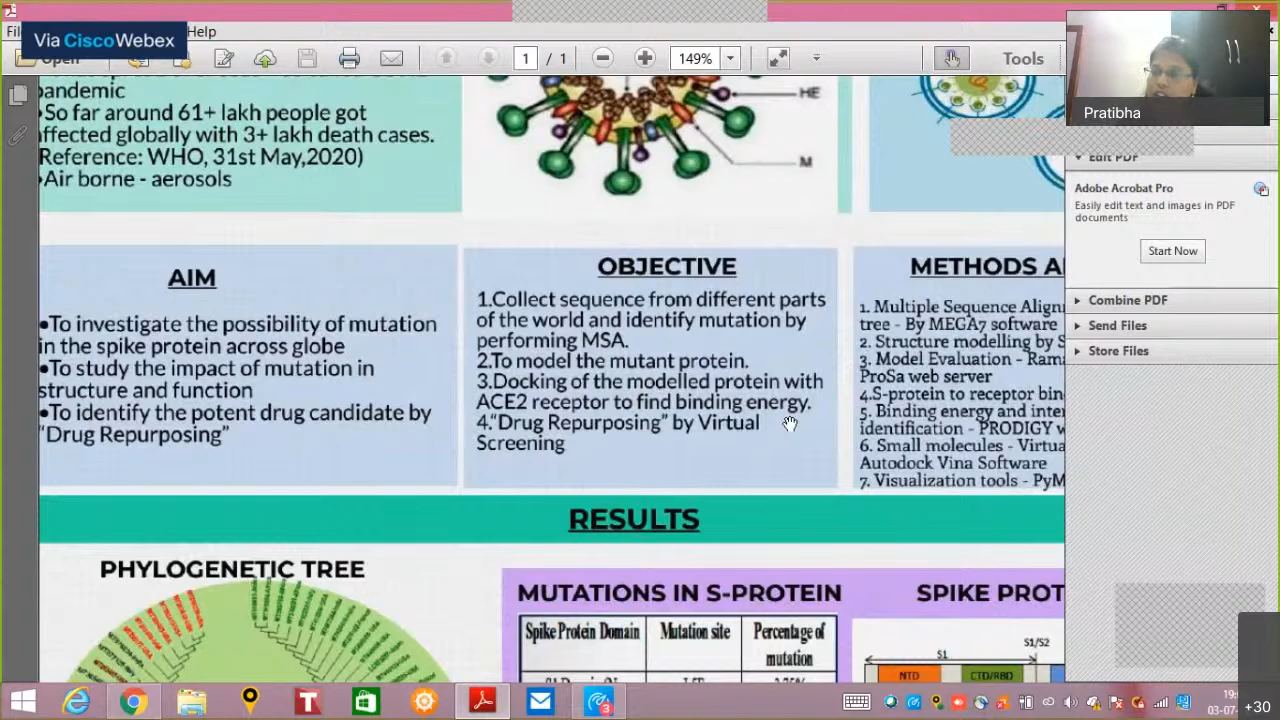 Help
Via CiscoWebex
Open
1 / 1
149%
Tools
Pratibha
pandemic
•So far around 61+ lakh people got
affected globally with 3+ lakh death cases.
(Reference: WHO, 31st May,2020)
•Air borne - aerosols
HE
M
Edit PDF
Adobe Acrobat Pro
Easily edit text and images in PDF
documents
Start Now
Combine PDF
Send Files
Store Files
AIM
•To investigate the possibility of mutation
in the spike protein across globe
•To study the impact of mutation in
structure and function
•To identify the potent drug candidate by
“Drug Repurposing”
OBJECTIVE
1.Collect sequence from different parts
of the world and identify mutation by
performing MSA.
2.To model the mutant protein.
3.Docking of the modelled protein with
ACE2 receptor to find binding energy.
4.“Drug Repurposing” by Virtual
Screening
METHODS
1. Multiple Sequence
tree - By MEGA7 software
2. Structure modelling by
3. Model Evaluation -
ProSa web server
4.S-protein to receptor
5. Binding energy and
identification - PRODIGY
6. Small molecules -
Autodock Vina Software
7. Visualization tools -
RESULTS
PHYLOGENETIC TREE
MUTATIONS IN S-PROTEIN
Spike Protein Domain
Mutation site
Percentage of
mutation
SPIKE
S1/S2
S1
NTD
CTD/RBD
3
+30